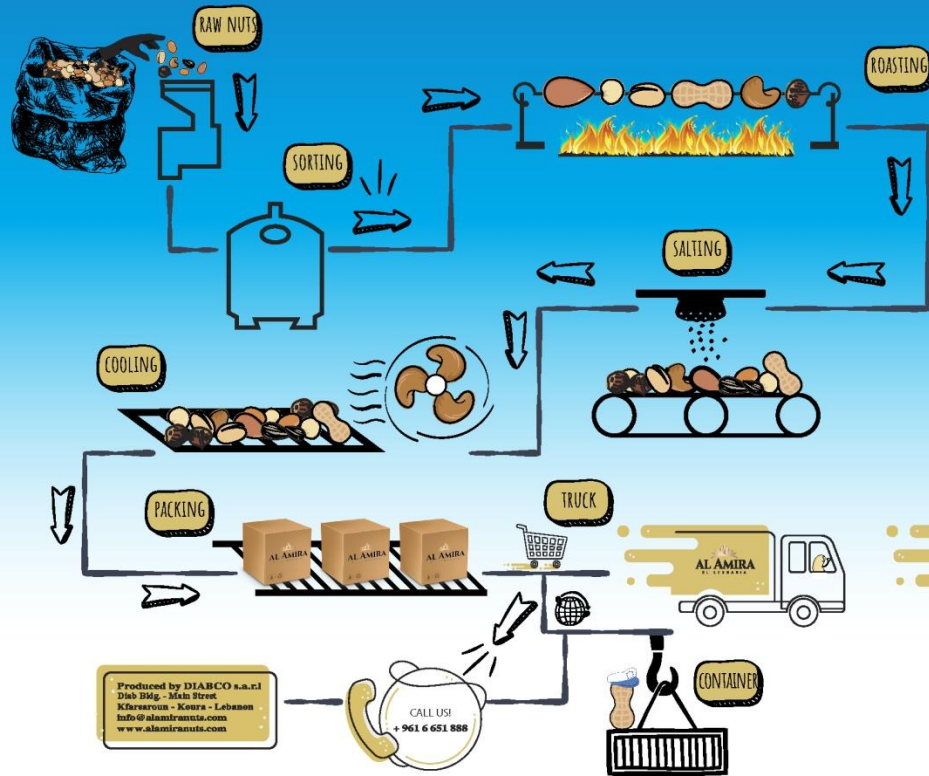 RAW NUTS
ROASTING
SORTING
SALTING
COOLING
PACKING
TRUCK
AL AMIRA
AL AMIRA
AL AMIRA
AL AMIRA
CONTAINER
Produced by DIABCO s.a.r.l
Diab Bldg. - Main Street
Kfarsaroun - Koura - Lebanon
info@alamiranuts.com
www.alamiranuts.com
CALL US!
+ 961 6 651 888